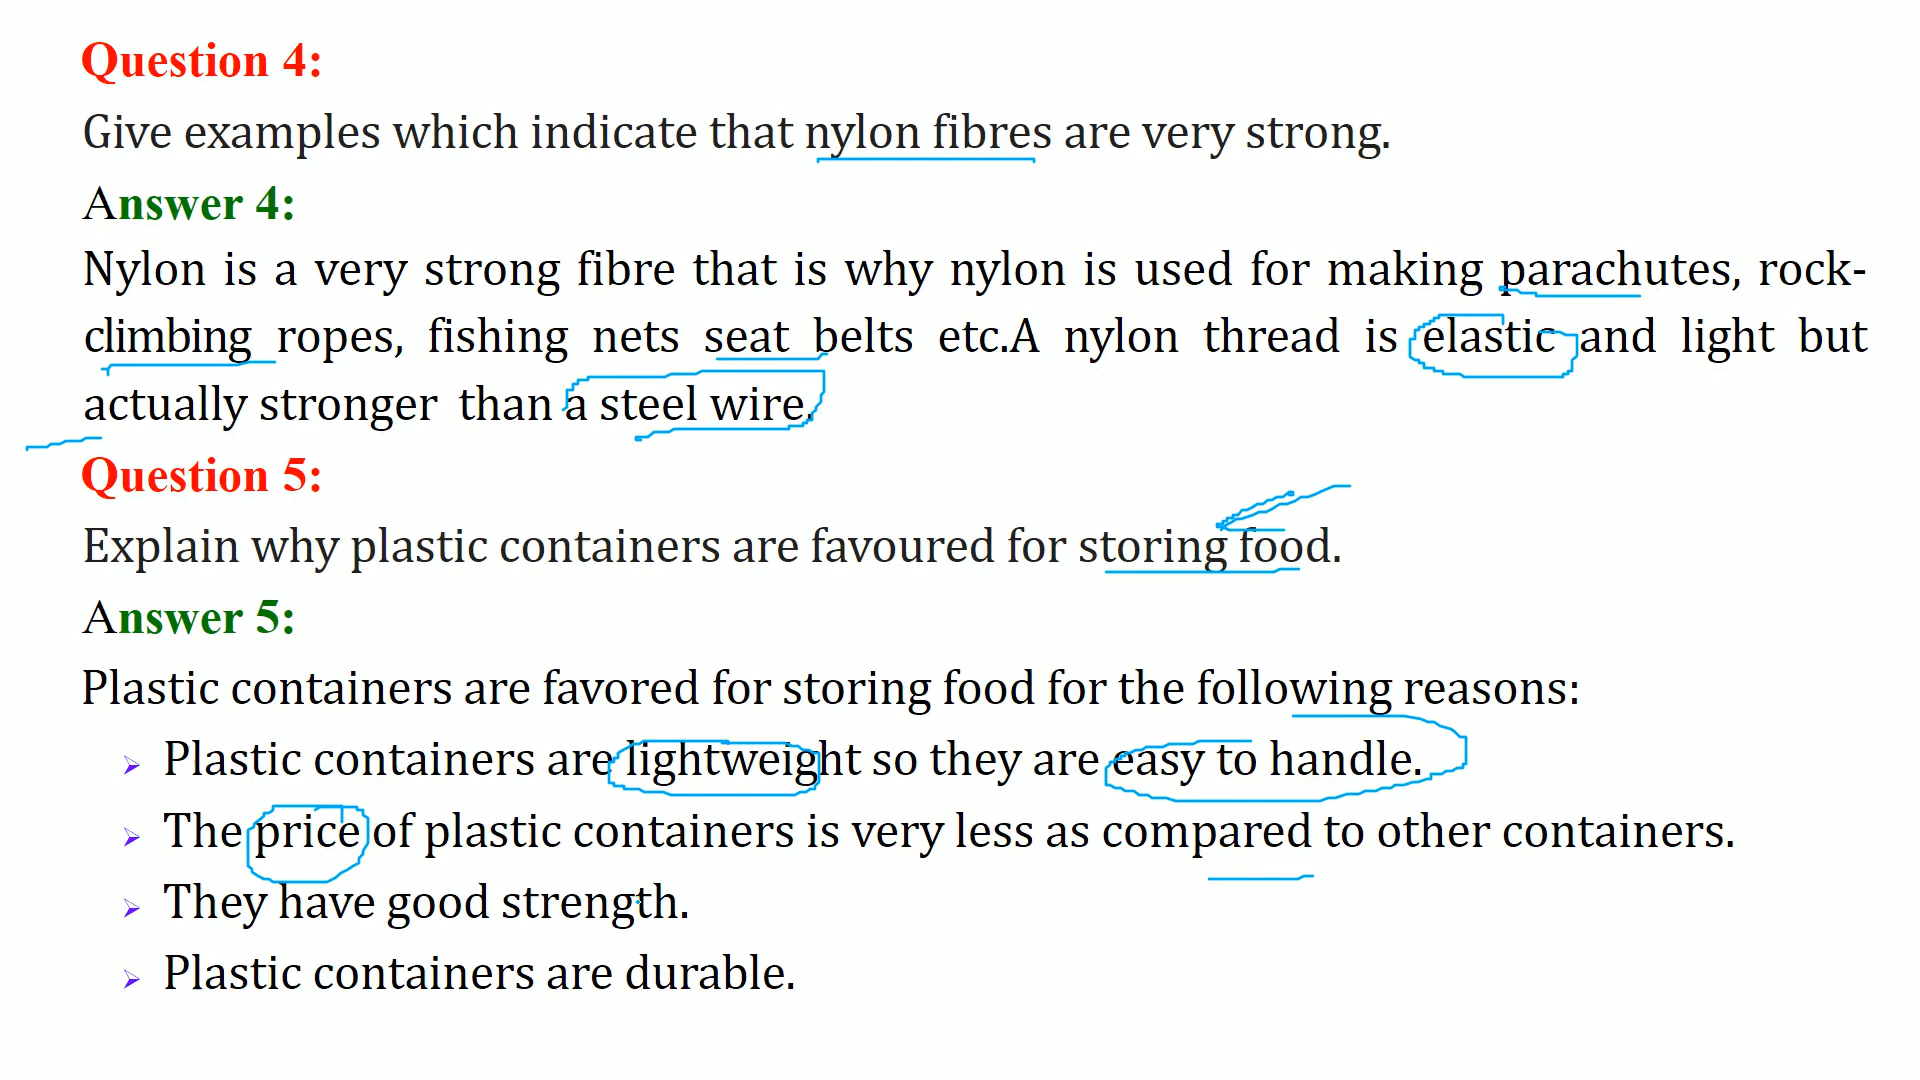 Question 4:
Give examples which indicate that nylon fibres are very strong.
Answer 4:
Nylon is a very strong fibre that is why nylon is used for making parachutes, rock-
climbing ropes, fishing nets seat belts etc.A nylon thread is elastic and light but
actually stronger than a steel wire.
Question 5:
Explain why plastic containers are favoured for storing food.
Answer 5:
Plastic containers are favored for storing food for the following reasons:
➢ Plastic containers are lightweight so they are easy to handle.
➢ The price of plastic containers is very less as compared to other containers.
➢ They have good strength.
➢ Plastic containers are durable.